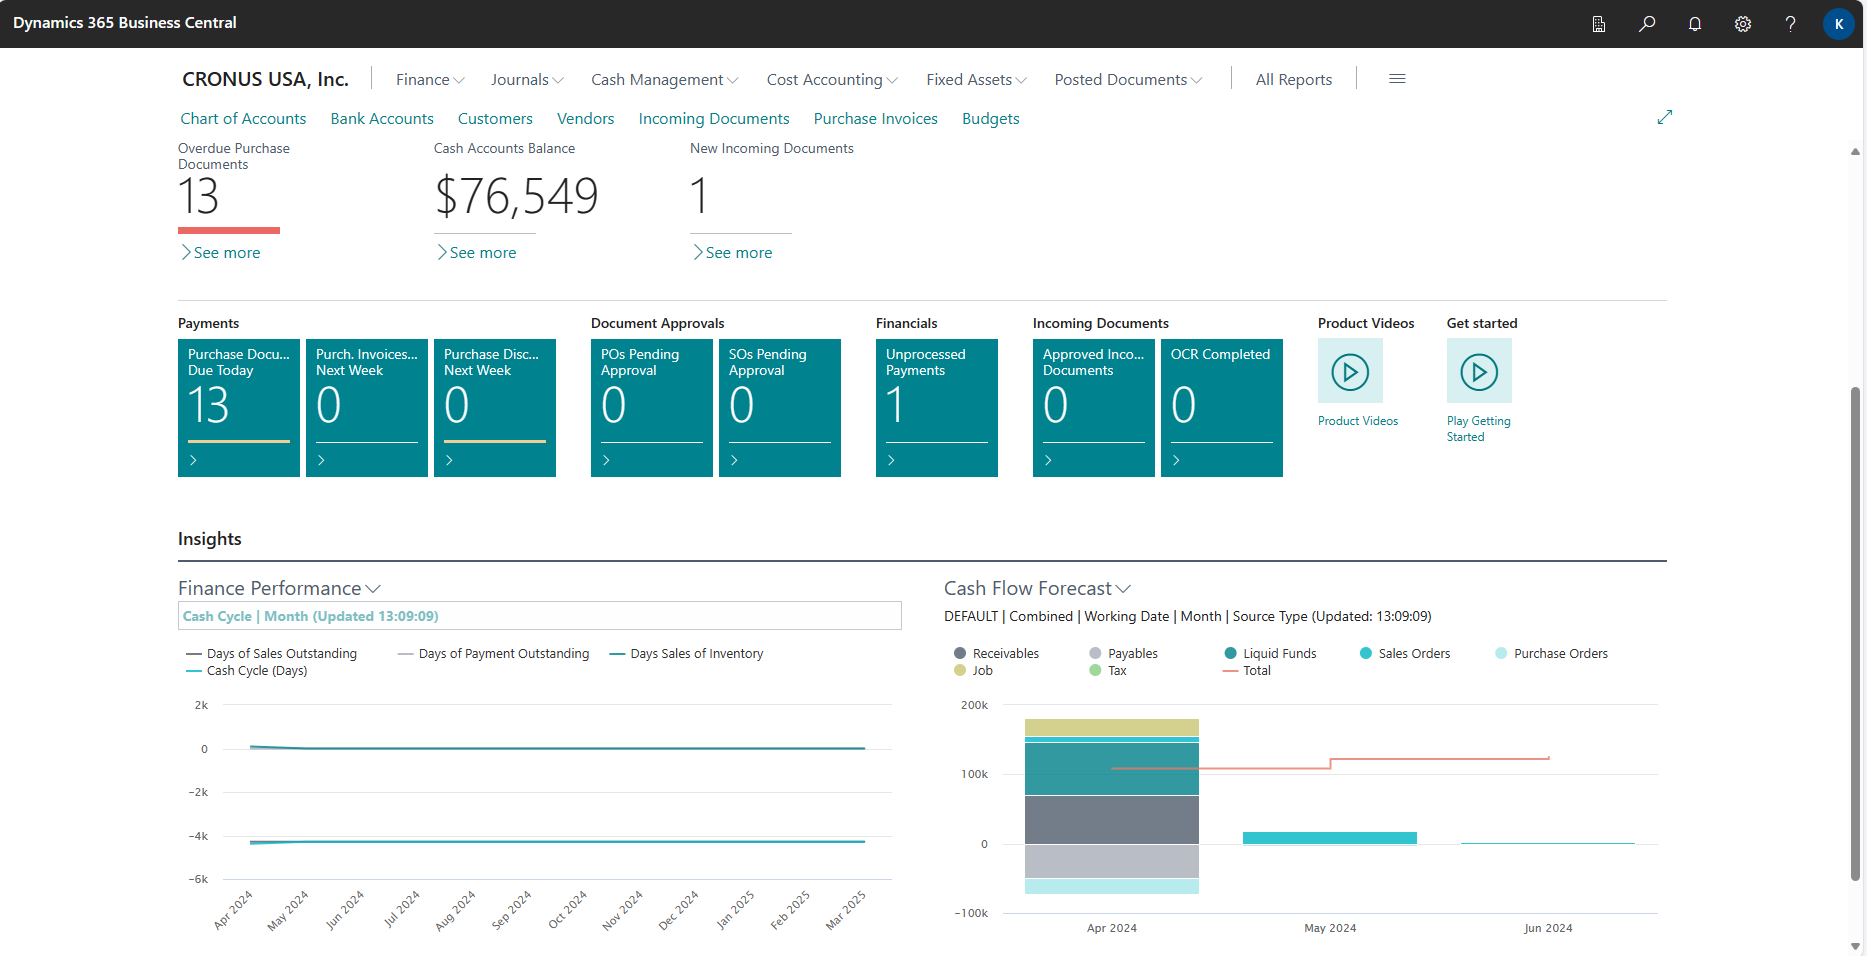 Dynamics 365 Business Central
K
CRONUS USA, Inc. Finance Journals Cash Management Cost Accounting Fixed Assets Posted Documents All Reports
Chart of Accounts Bank Accounts Customers Vendors Incoming Documents Purchase Invoices Budgets
Overdue Purchase
Documents
13
See more
Cash Accounts Balance
$76,549
See more
New Incoming Documents
1
See more
Payments
Purchase Docu...
Due Today
13
Purch. Invoices...
Next Week
0
Purchase Disc...
Next Week
0
Document Approvals
POs Pending
Approval
0
SOs Pending
Approval
0
Financials
Unprocessed
Payments
1
Incoming Documents
Approved Inco...
Documents
0
OCR Completed
0
Product Videos
Product Videos
Get started
Play Getting
Started
Insights
Finance Performance
Cash Cycle | Month (Updated 13:09:09)
Days of Sales Outstanding Days of Payment Outstanding Days Sales of Inventory
Cash Cycle (Days)
2k
0
-2k
-4k
-6k
Apr 2024 May 2024 Jun 2024 Jul 2024 Aug 2024 Sep 2024 Oct 2024 Nov 2024 Dec 2024 Jan 2025 Feb 2025 Mar 2025
Cash Flow Forecast
DEFAULT | Combined | Working Date | Month | Source Type (Updated: 13:09:09)
Receivables Payables Liquid Funds Sales Orders Purchase Orders
Job Tax Total
200k
100k
0
-100k
Apr 2024 May 2024 Jun 2024